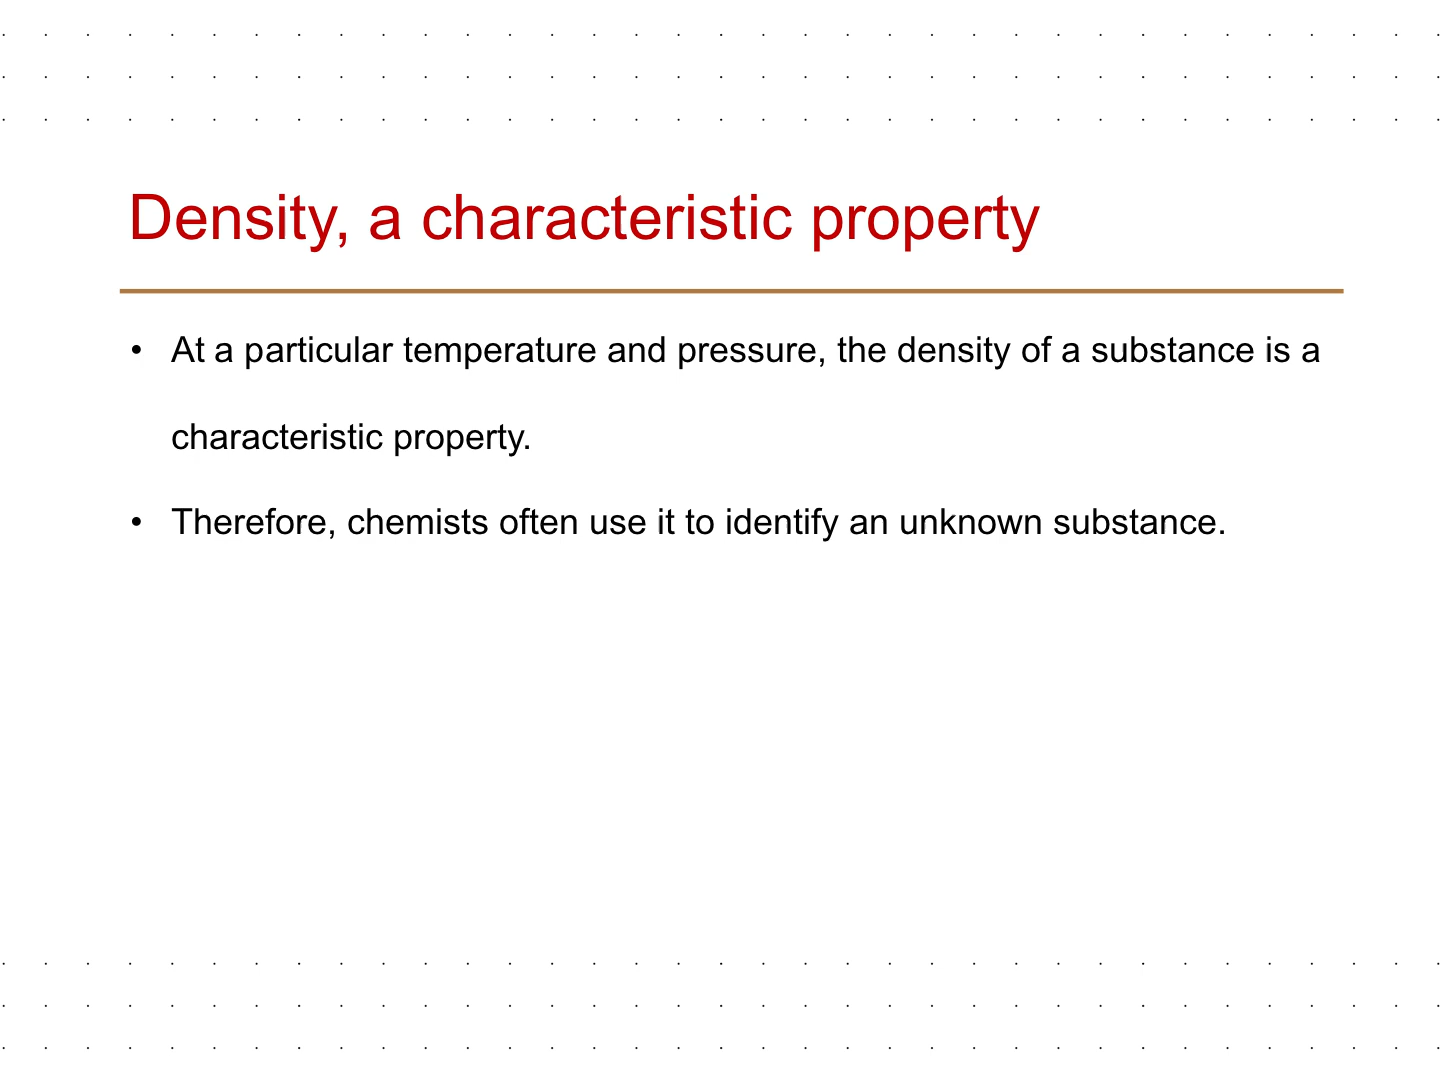 Density, a characteristic property
• At a particular temperature and pressure, the density of a substance is a
characteristic property.
• Therefore, chemists often use it to identify an unknown substance.